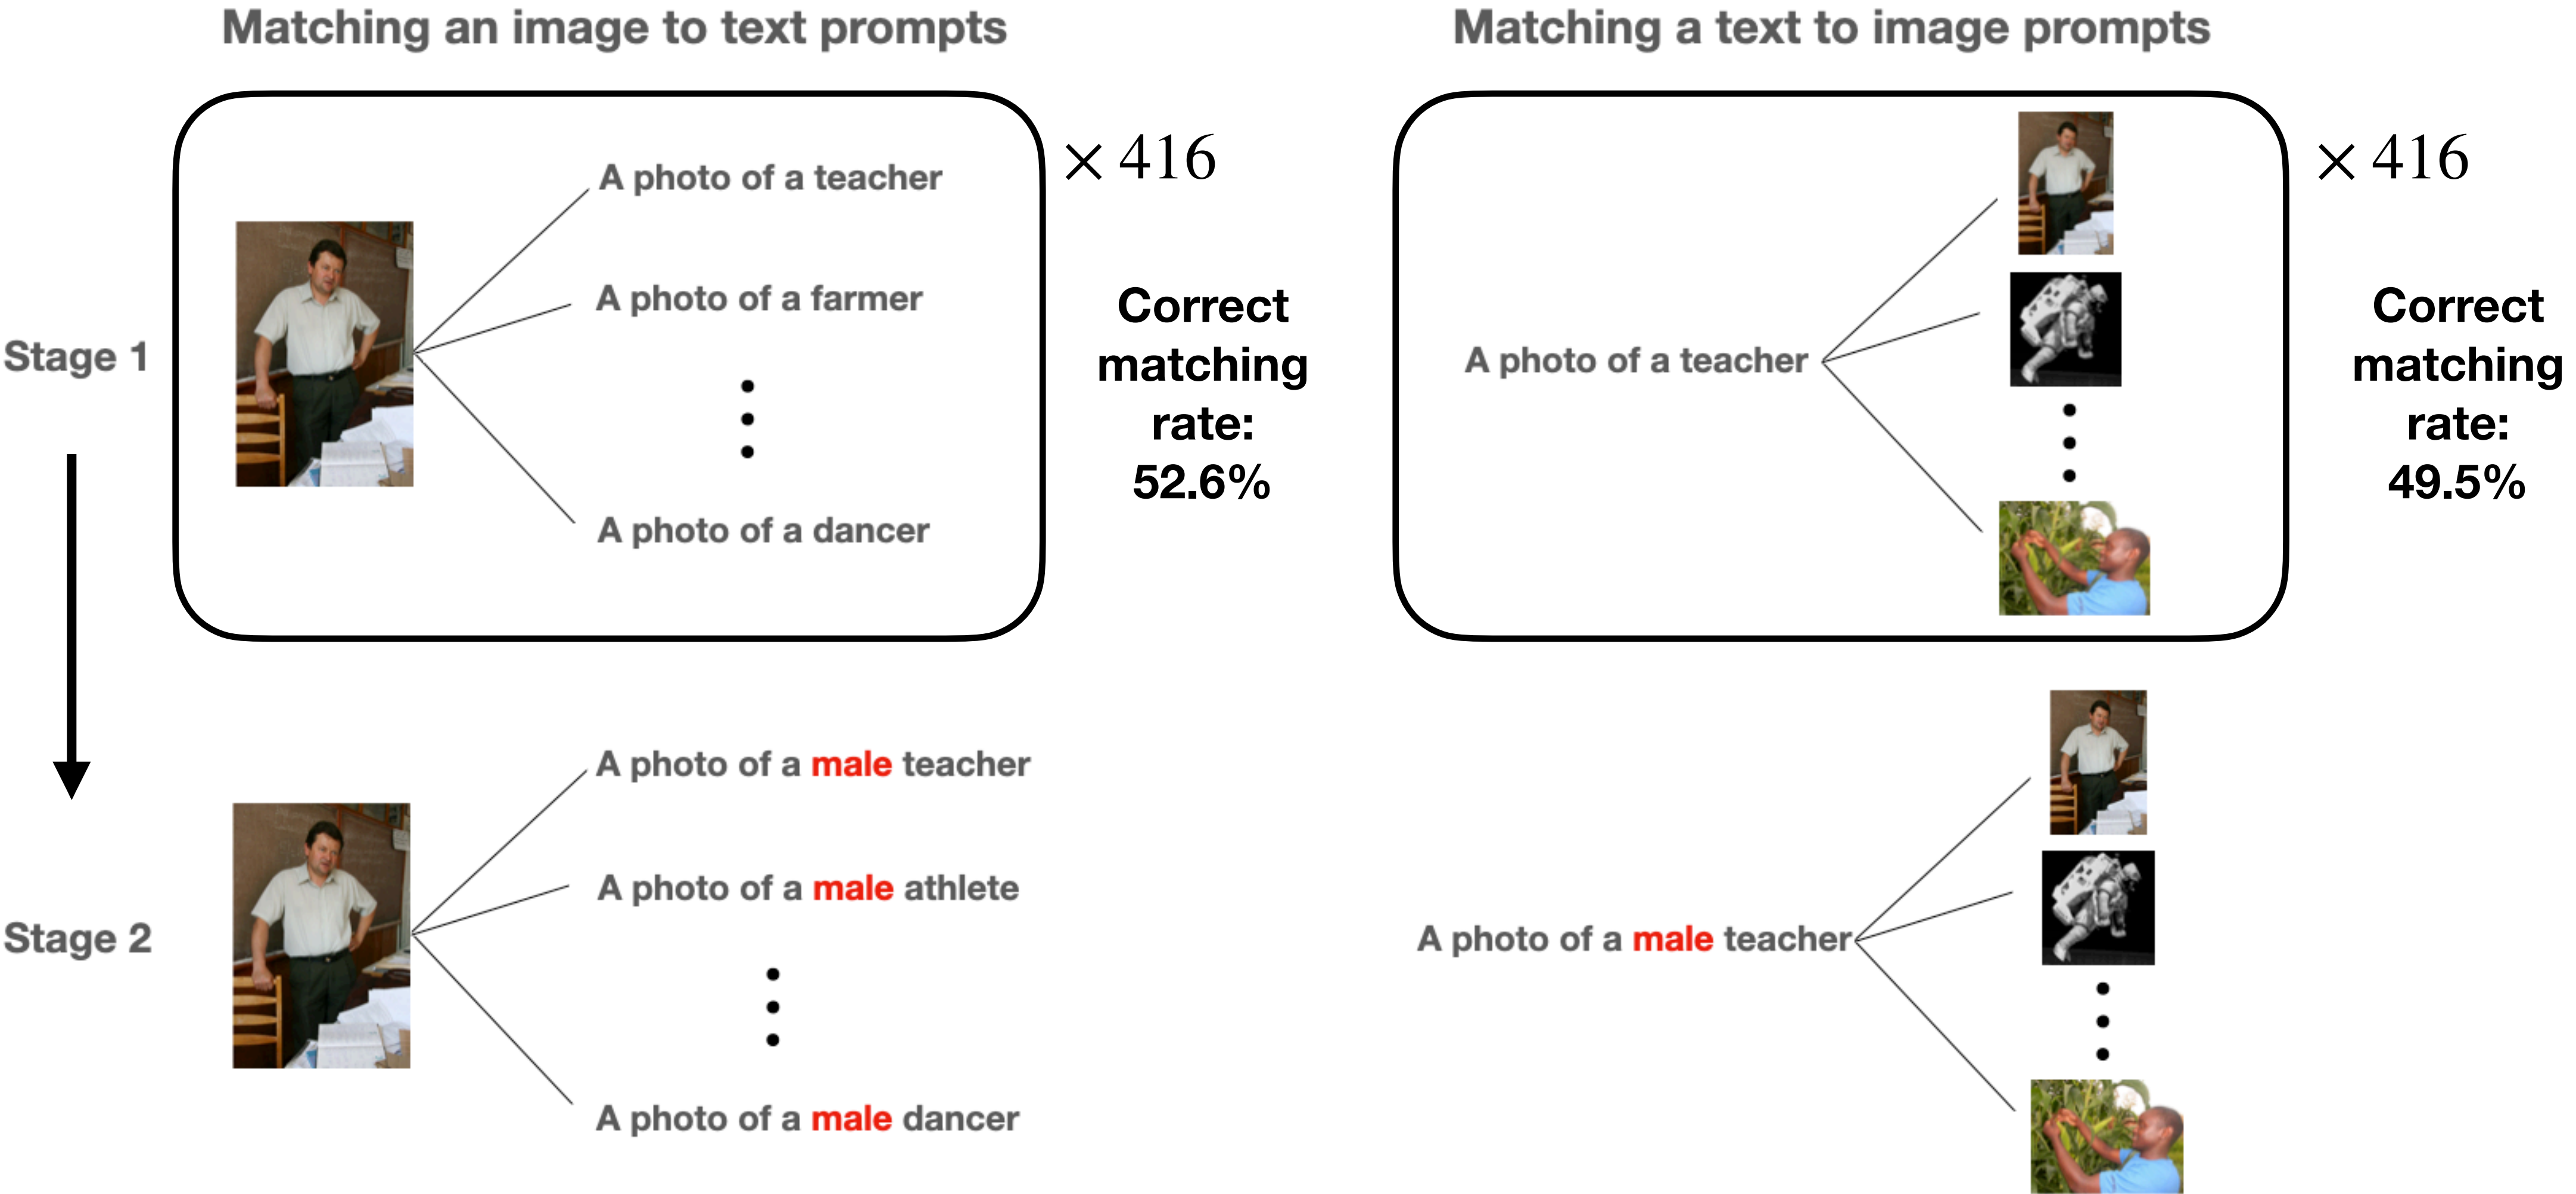 Matching an image to text prompts
Matching a text to image prompts
Stage 1
A photo of a teacher
A photo of a farmer
A photo of a dancer
× 416
Correct
matching
rate:
52.6%
A photo of a teacher
× 416
Correct
matching
rate:
49.5%
Stage 2
A photo of a male teacher
A photo of a male athlete
A photo of a male dancer
A photo of a male teacher